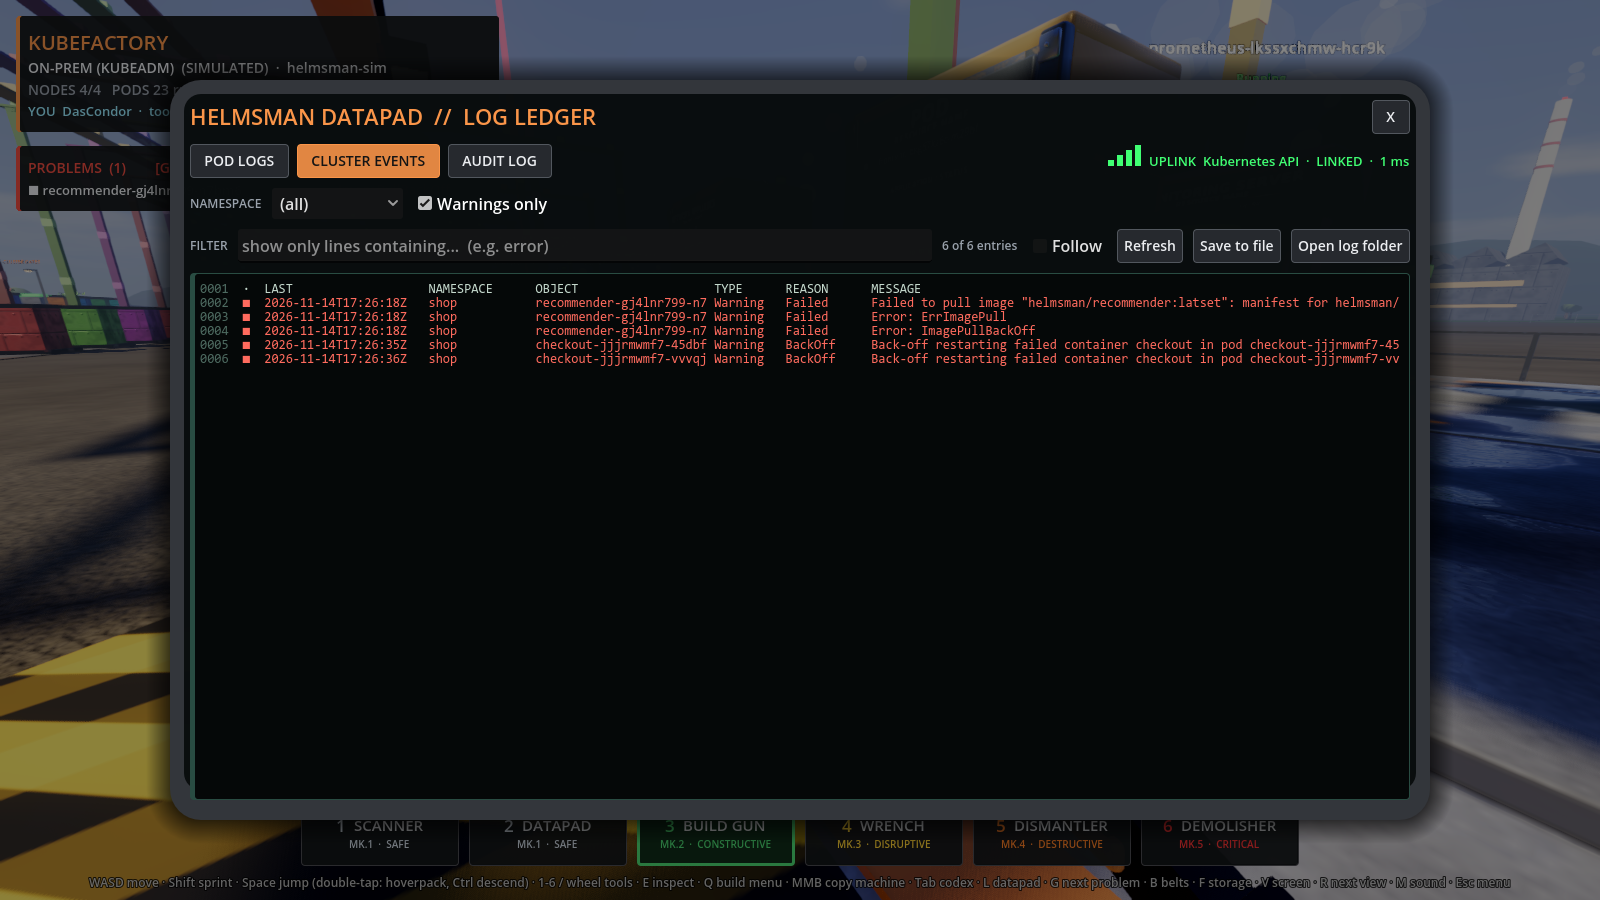 KUBEFACTORY
ON-PREM (KUBEADM) (SIMULATED) · helmsman-sim
NODES 4/4 PODS 23
YOU DasCondor · too
prometheus-lkssxchmw-hcr9k
Running
PROBLEMS (1) [G
recommender-gj4lnr
HELMSMAN DATAPAD // LOG LEDGER
X
POD LOGS CLUSTER EVENTS AUDIT LOG
UPLINK Kubernetes API · LINKED · 1 ms
NAMESPACE (all) Warnings only
FILTER show only lines containing... (e.g. error) 6 of 6 entries Follow Refresh Save to file Open log folder
0001 · LAST NAMESPACE OBJECT TYPE REASON MESSAGE
0002 ■ 2026-11-14T17:26:18Z shop recommender-gj4lnr799-n7 Warning Failed Failed to pull image "helmsman/recommender:latset": manifest for helmsman/
0003 ■ 2026-11-14T17:26:18Z shop recommender-gj4lnr799-n7 Warning Failed Error: ErrImagePull
0004 ■ 2026-11-14T17:26:18Z shop recommender-gj4lnr799-n7 Warning Failed Error: ImagePullBackOff
0005 ■ 2026-11-14T17:26:35Z shop checkout-jjjrmwmf7-45dbf Warning BackOff Back-off restarting failed container checkout in pod checkout-jjjrmwmf7-45
0006 ■ 2026-11-14T17:26:36Z shop checkout-jjjrmwmf7-vvvqj Warning BackOff Back-off restarting failed container checkout in pod checkout-jjjrmwmf7-vv
1 SCANNER
MK.1 · SAFE
2 DATAPAD
MK.1 · SAFE
3 BUILD GUN
MK.2 · CONSTRUCTIVE
4 WRENCH
MK.3 · DISRUPTIVE
5 DISMANTLER
MK.4 · DESTRUCTIVE
6 DEMOLISHER
MK.5 · CRITICAL
WASD move · Shift sprint · Space jump (double-tap: hoverpack, Ctrl descend) · 1-6 / wheel tools · E inspect · Q build menu · MMB copy machine · Tab codex · L datapad · G next problem · B belts · F storage · V screen · R next view · M sound · Esc menu